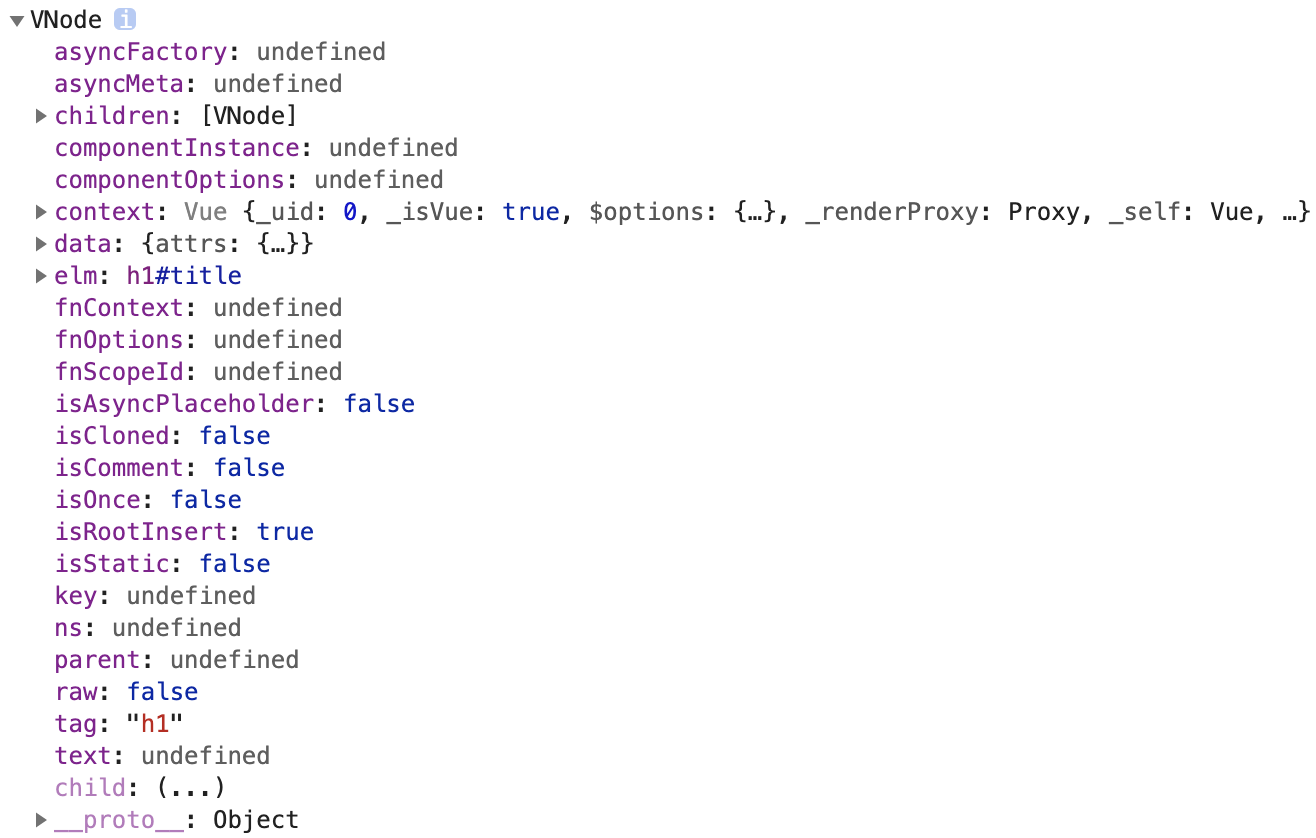 VNode i
asyncFactory: undefined
asyncMeta: undefined
children: [VNode]
componentInstance: undefined
componentOptions: undefined
context: Vue {_uid: 0, _isVue: true, $options: {…}, _renderProxy: Proxy, _self: Vue, …}
data: {attrs: {…}}
elm: h1#title
fnContext: undefined
fnOptions: undefined
fnScopeId: undefined
isAsyncPlaceholder: false
isCloned: false
isComment: false
isOnce: false
isRootInsert: true
isStatic: false
key: undefined
ns: undefined
parent: undefined
raw: false
tag: "h1"
text: undefined
child: (...)
__proto__: Object